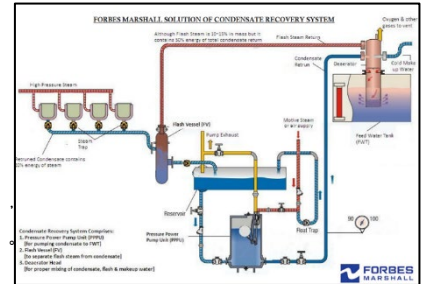 FORBES MARSHALL SOLUTION OF CONDENSATE RECOVERY SYSTEM
Although Flash Steam is 10~15% in mass but it
contains 50% energy of total condensate return
Flash Steam
Return
Oxygen & other
gases to vent
Condensate
Return
Deaerator
Cold Make
up Water
High Pressure Steam
Steam
Trap
Flash Vessel (FV)
Pump Exhaust
Motive Steam
or air supply
Feed Water Tank
(FWT)
Returned Condensate contains
energy of steam
Reservoir
Pressure Power
Pump Unit (PPPU)
Float Trap
100
Condensate Recovery System Comprises:
1. Pressure Power Pump Unit (PPPU)
[for pumping condensate to FWT]
2. Flash Vessel (FV)
[to separate flash steam from condensate]
3. Deaerator Head
[for proper mixing of condensate, flash & makeup water]
FORBES
MARSHALL